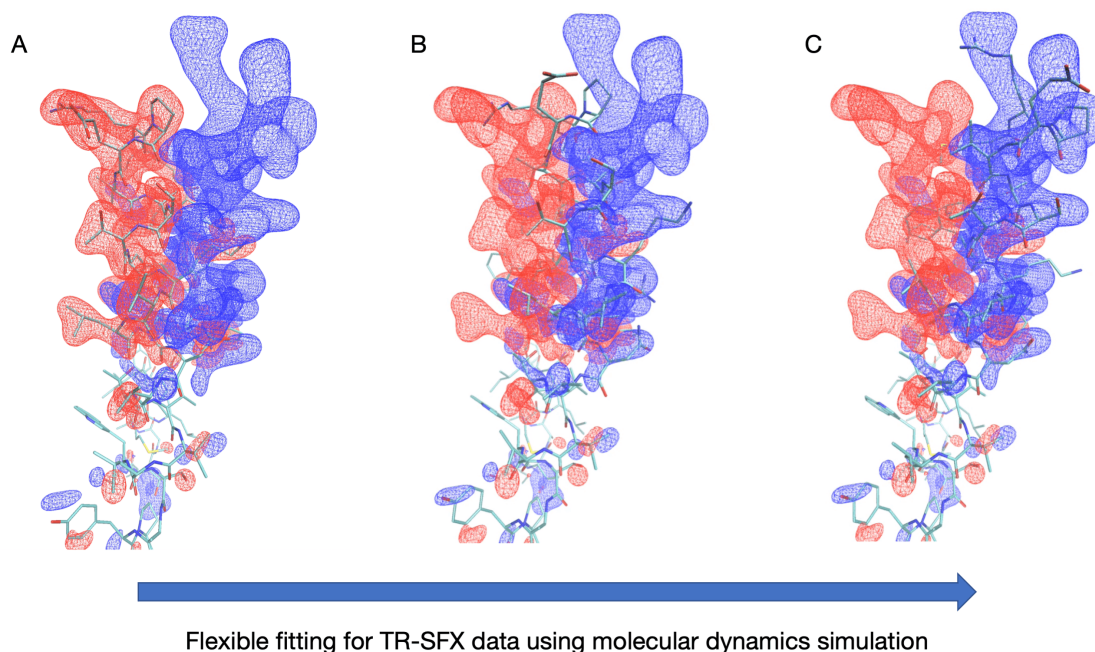 A
B
C
Flexible fitting for TR-SFX data using molecular dynamics simulation